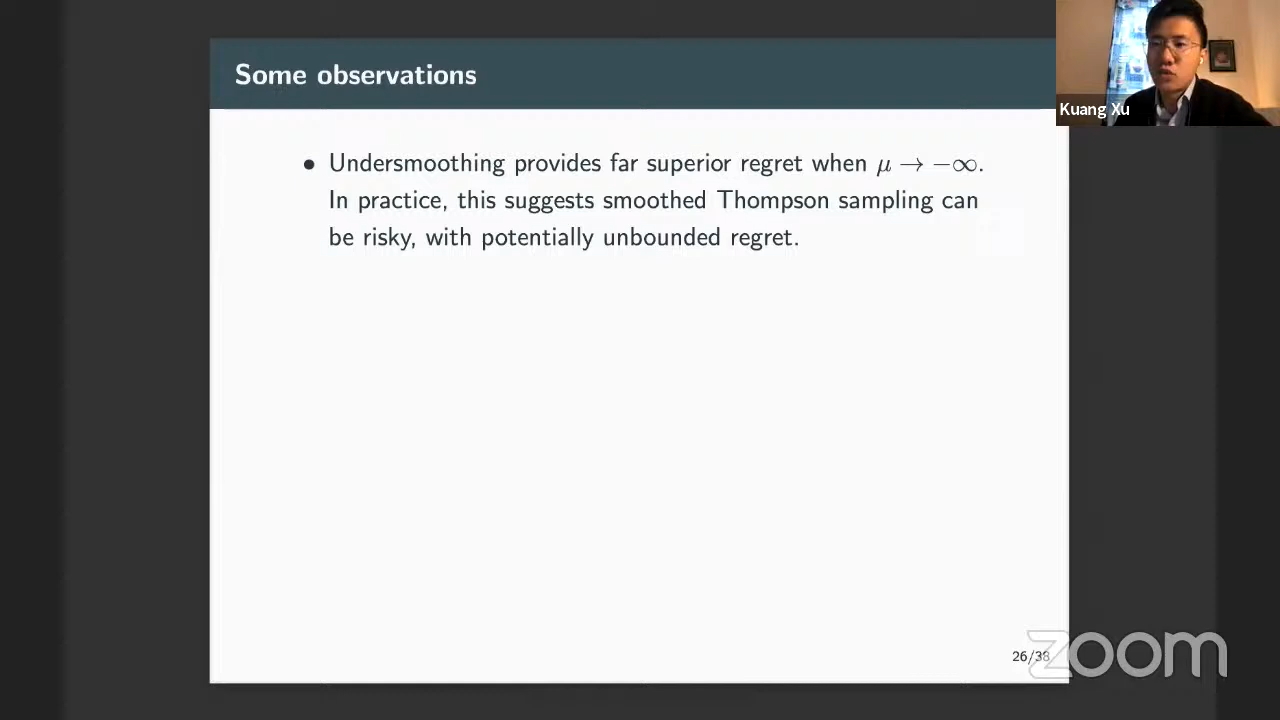 Some observations
Kuang Xu
• Undersmoothing provides far superior regret when μ → −∞.
In practice, this suggests smoothed Thompson sampling can
be risky, with potentially unbounded regret.
26/38
zoom